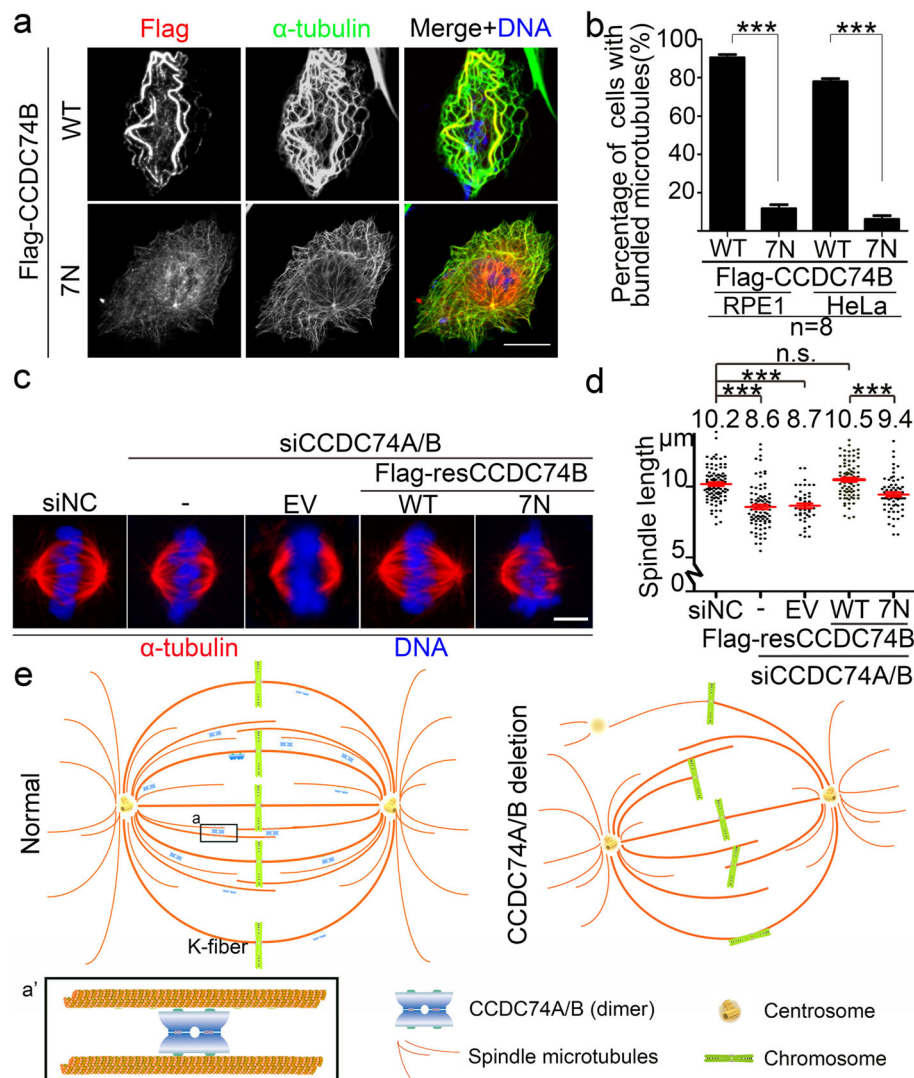 a
Flag
α-tubulin
Merge+DNA
Flag-CCDC74B
WT
7N
b
Percentage of cells with
bundled microtubules(%)
100
80
60
40
20
***
***
WT 7N WT 7N
Flag-CCDC74B
RPE1 HeLa
n=8
c
siCCDC74A/B
Flag-resCCDC74B
siNC - EV WT 7N
α-tubulin DNA
d
n.s.
***
*** ***
10.2 8.6 8.7 10.5 9.4
μm
Spindle length
10
5
0
siNC - EV WT 7N
Flag-resCCDC74B
siCCDC74A/B
e
Normal
a
K-fiber
CCDC74A/B deletion
a'
CCDC74A/B (dimer)
Spindle microtubules
Centrosome
Chromosome